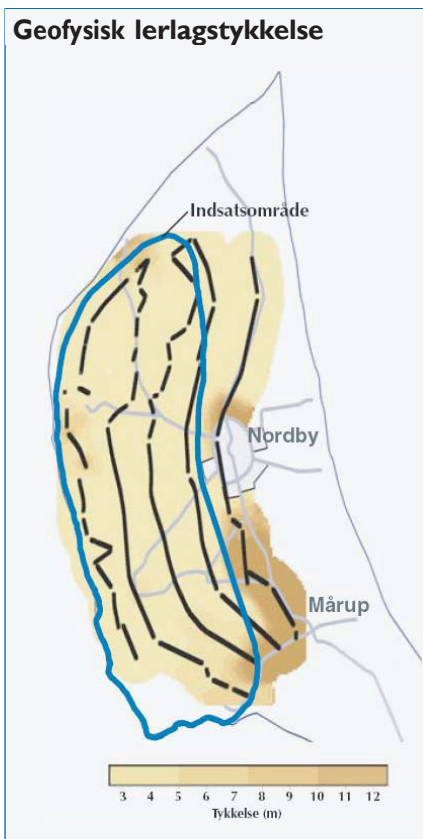 Geofysisk lerlagstykkelse
Indsatsområde
Nordby
Mårup
3 4 5 6 7 8 9 10 11 12
Tykkelse (m)